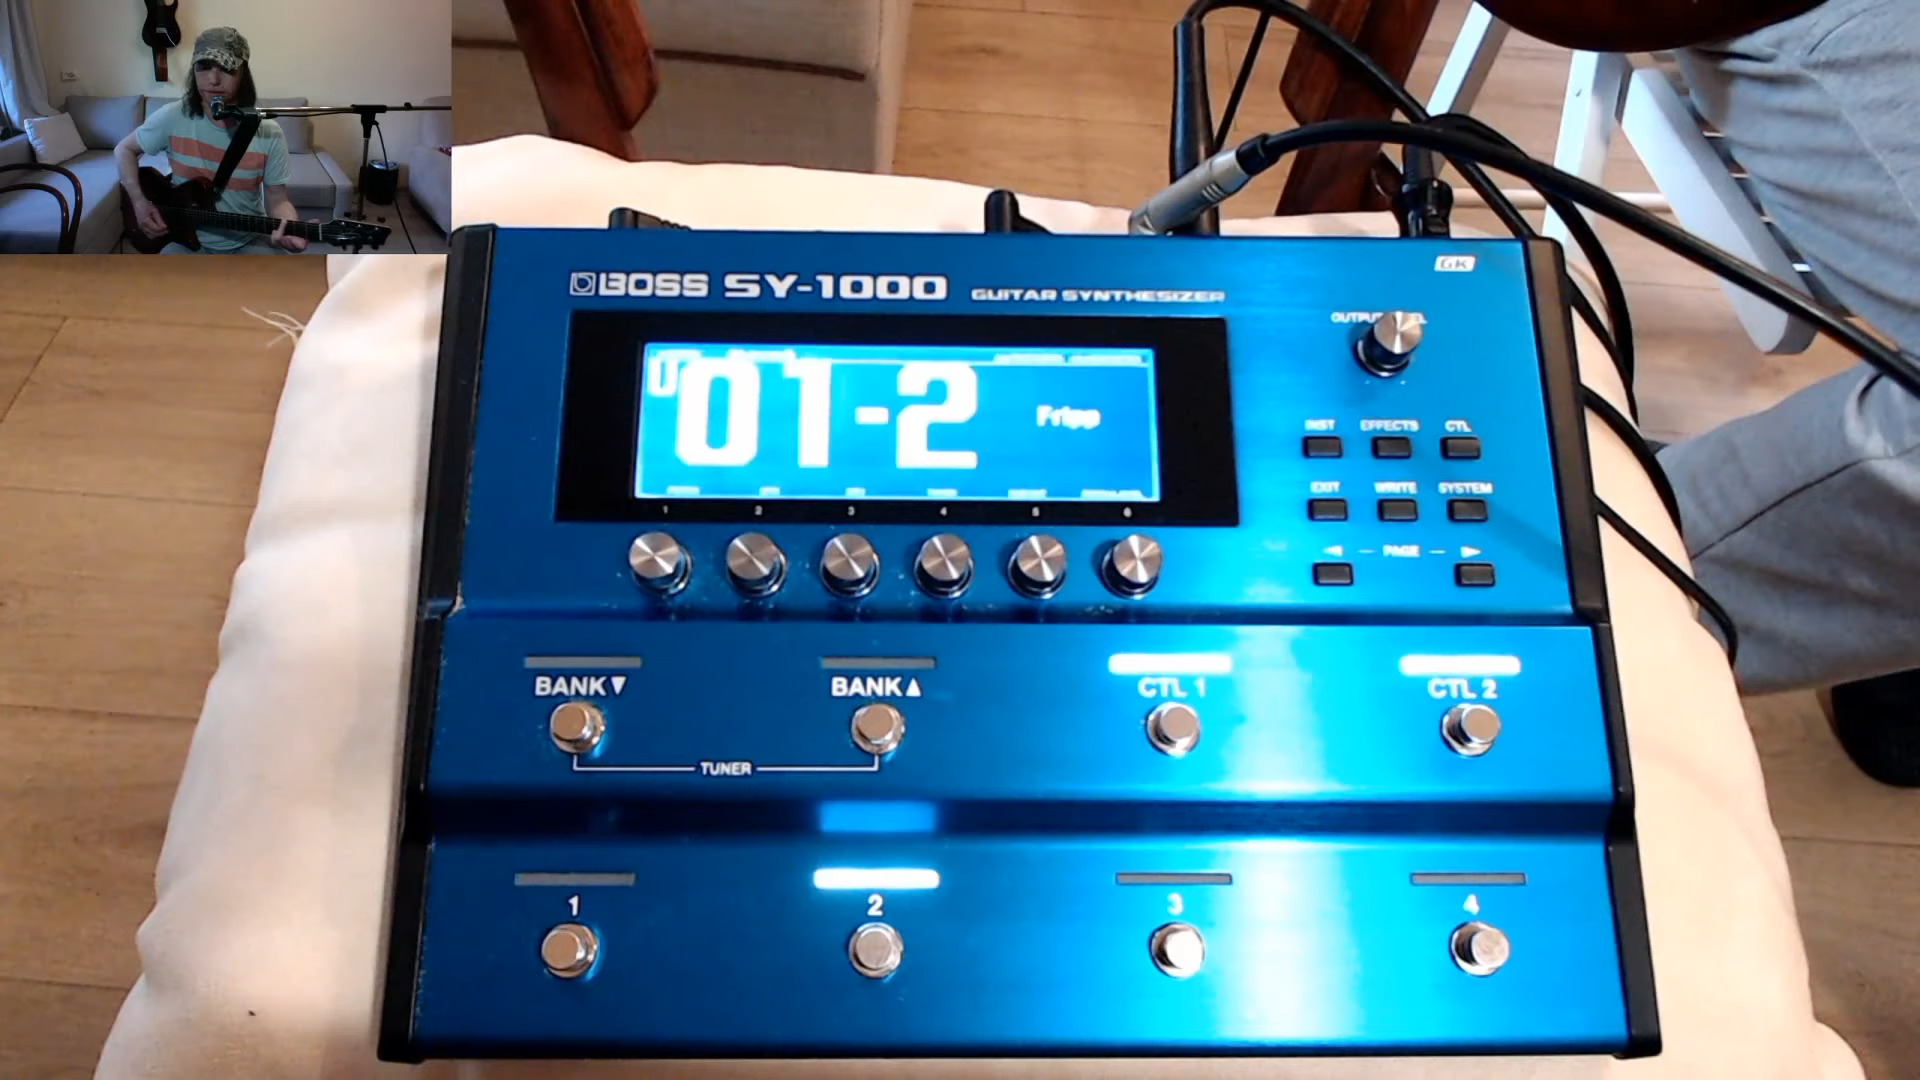 BOSS SY-1000 GUITAR SYNTHESIZER
GK
01-2
Fripp
1 2 3 4 5 6
INST EFFECTS CTL
EXIT WRITE SYSTEM
◀ — PAGE — ▶
BANK▼ BANK▲ CTL 1 CTL 2
TUNER
1 2 3 4